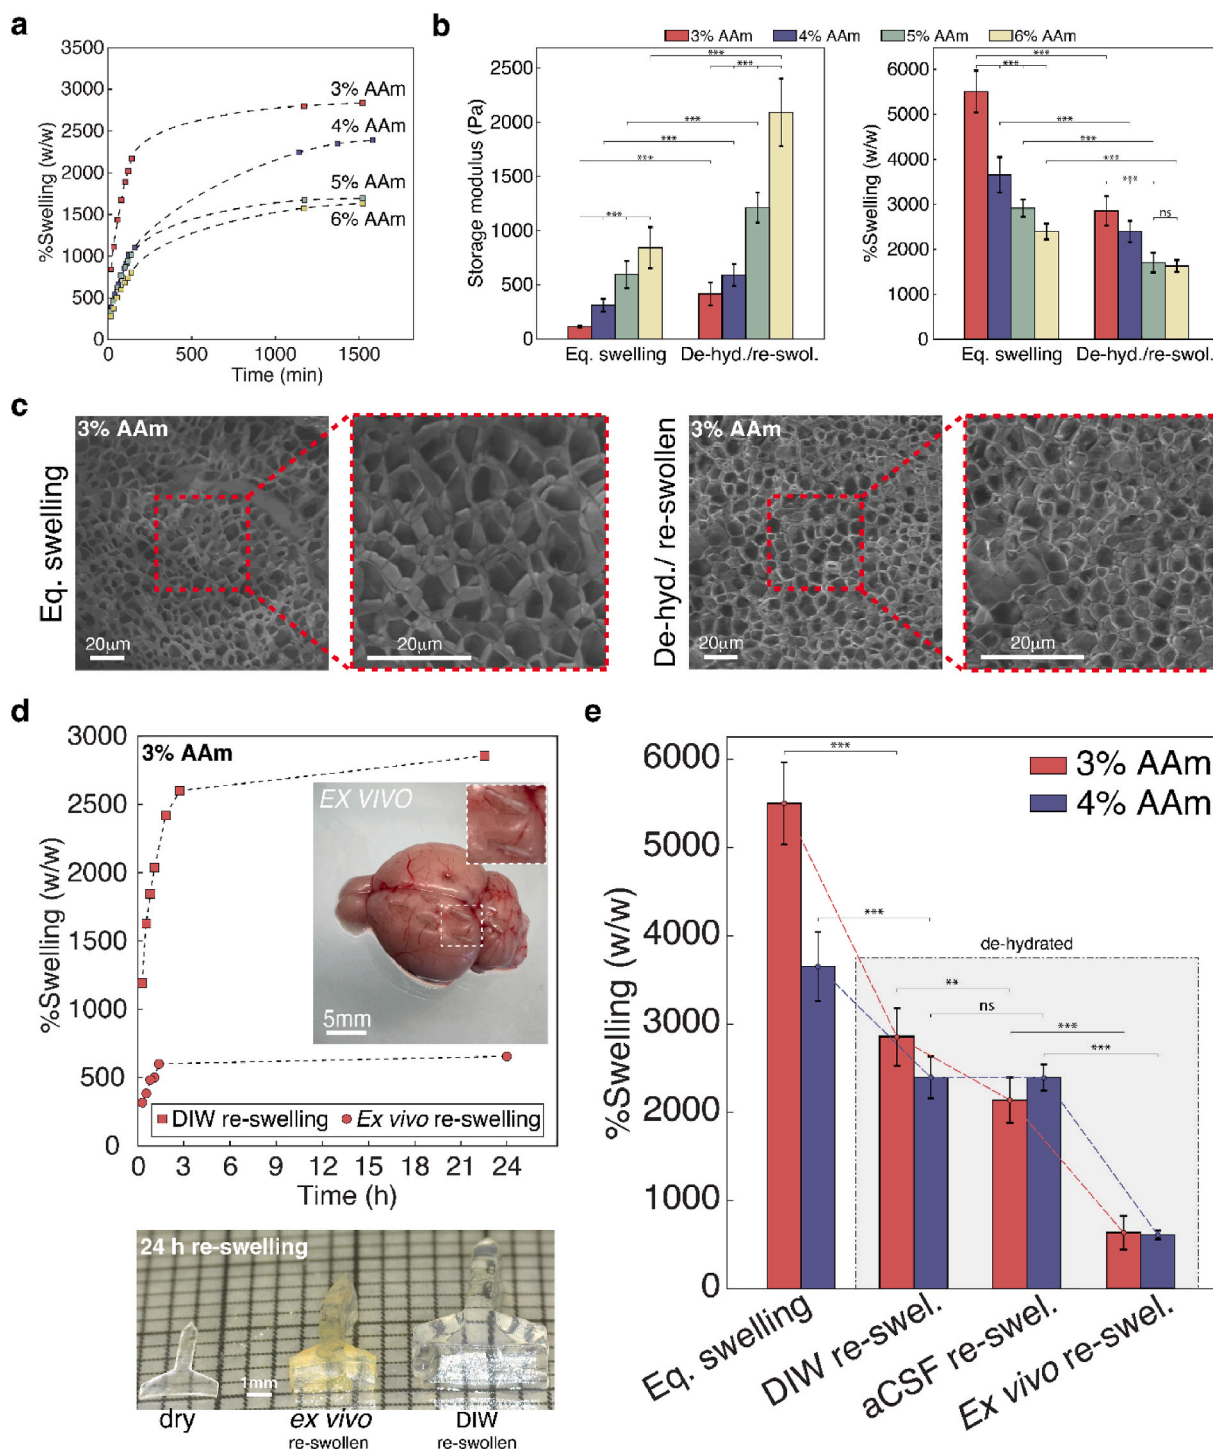 a
3500
3000
2500
2000
1500
1000
500
0
%Swelling (w/w)
3% AAm
4% AAm
5% AAm
6% AAm
0
500
1000
1500
Time (min)
b
3% AAm
4% AAm
5% AAm
6% AAm
2500
2000
1500
1000
500
0
Storage modulus (Pa)
***
***
***
***
***
***
Eq. swelling
De-hyd./re-swol.
6000
5000
4000
3000
2000
1000
0
%Swelling (w/w)
***
***
***
***
***
***
ns
Eq. swelling
De-hyd./re-swol.
c
Eq. swelling
3% AAm
20µm
20µm
De-hyd./ re-swollen
3% AAm
20µm
20µm
d
3000
2500
2000
1500
1000
500
0
%Swelling (w/w)
3% AAm
EX VIVO
5mm
DIW re-swelling
Ex vivo re-swelling
0
3
6
9
12
15
18
21
24
Time (h)
24 h re-swelling
1mm
dry
ex vivo
re-swollen
DIW
re-swollen
e
6000
5000
4000
3000
2000
1000
0
%Swelling (w/w)
3% AAm
4% AAm
***
***
de-hydrated
**
ns
***
***
Eq. swelling
DIW re-swel.
aCSF re-swel.
Ex vivo re-swel.